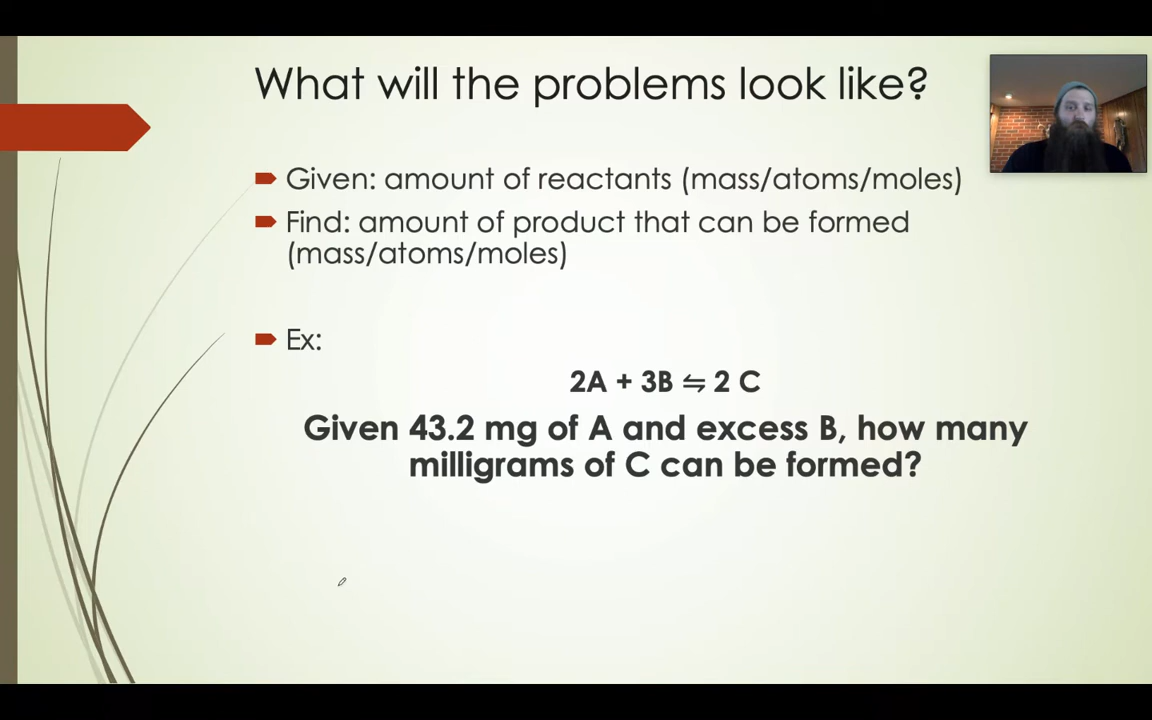 What will the problems look like?
Given: amount of reactants (mass/atoms/moles)
Find: amount of product that can be formed
(mass/atoms/moles)
Ex:
2A + 3B ⇋ 2 C
Given 43.2 mg of A and excess B, how many
milligrams of C can be formed?